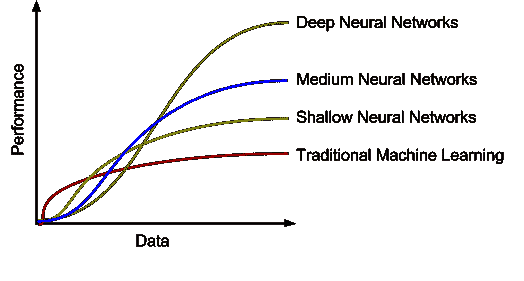 Deep Neural Networks
Medium Neural Networks
Shallow Neural Networks
Traditional Machine Learning
Performance
Data